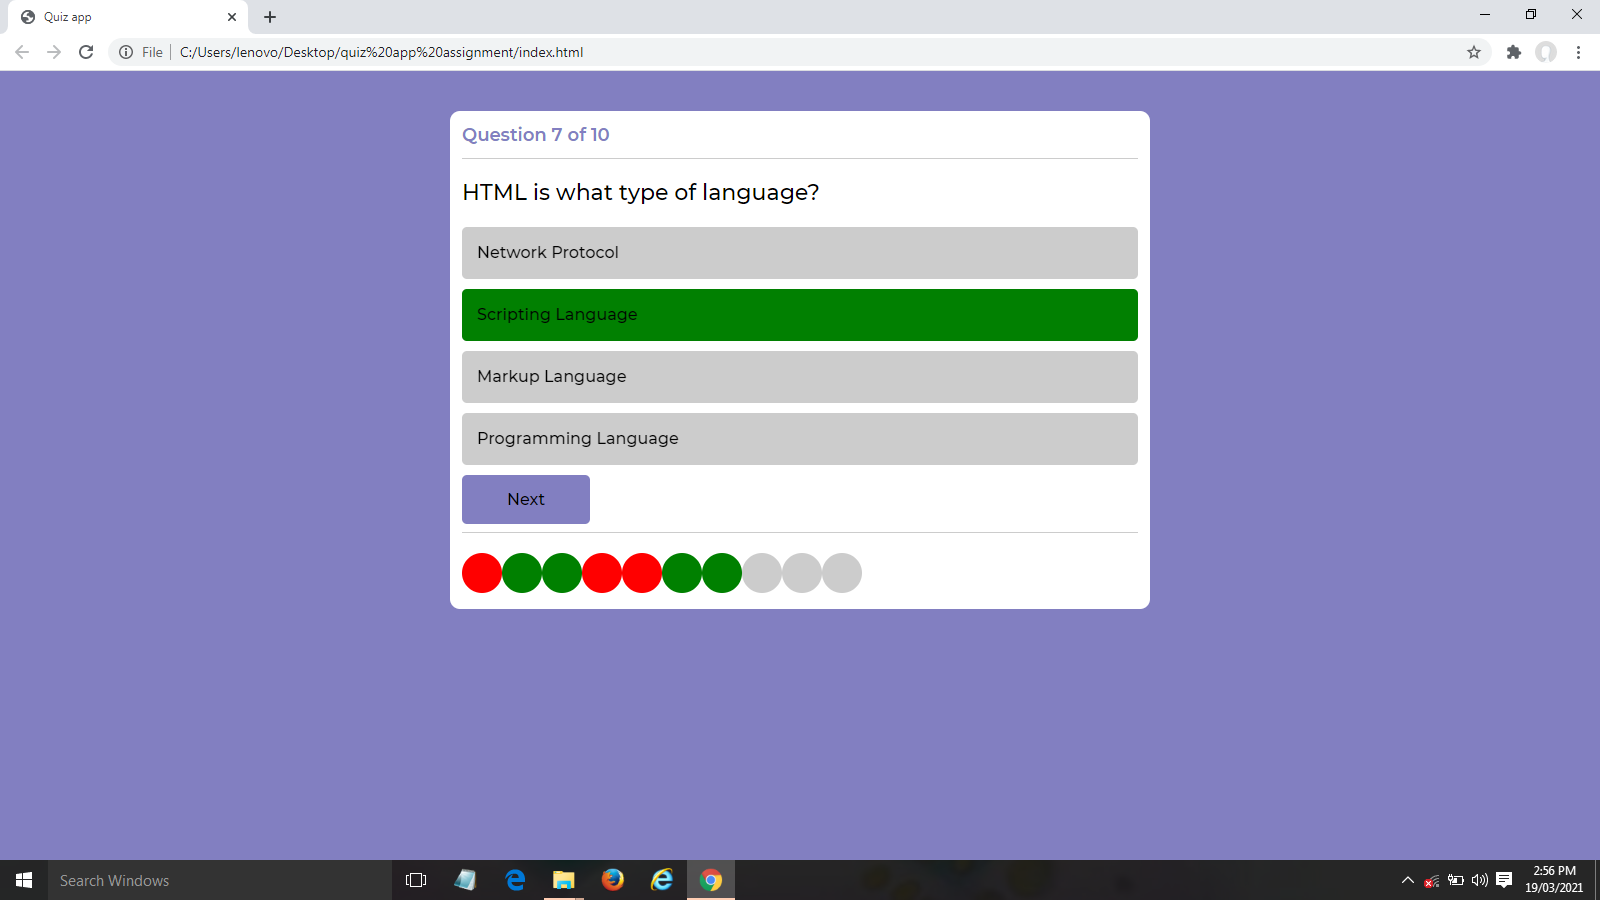 Quiz app
File
C:/Users/lenovo/Desktop/quiz%20app%20assignment/index.html
Question 7 of 10
HTML is what type of language?
Network Protocol
Scripting Language
Markup Language
Programming Language
Next
Search Windows
2:56 PM
19/03/2021